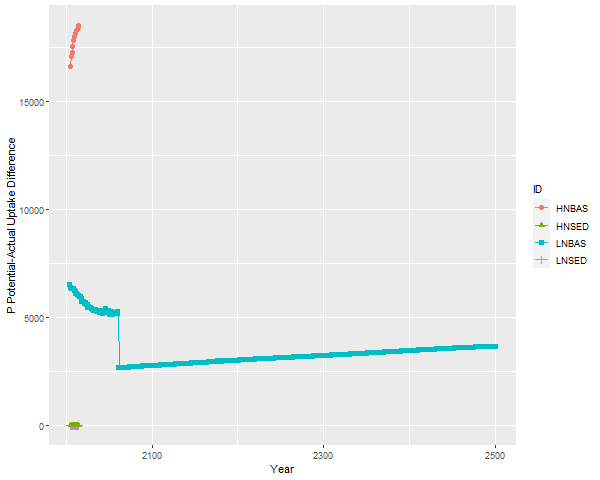 P Potential-Actual Uptake Difference
15000
10000
5000
0
2100
2300
2500
Year
ID
HNBAS
HNSED
LNBAS
LNSED